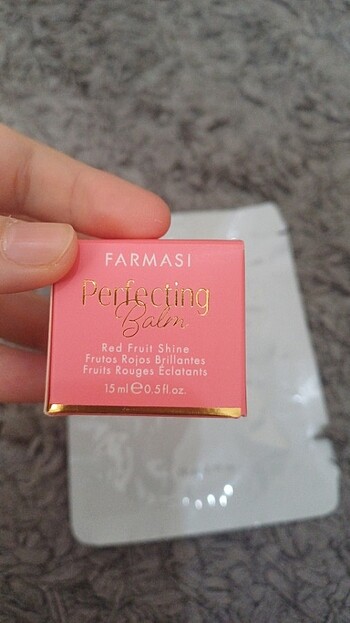 FARMASI
Perfecting
Balm
Red Fruit Shine
Frutos Rojos Brillantes
Fruits Rouges Éclatants
15 ml ℮ 0.5 fl.oz.